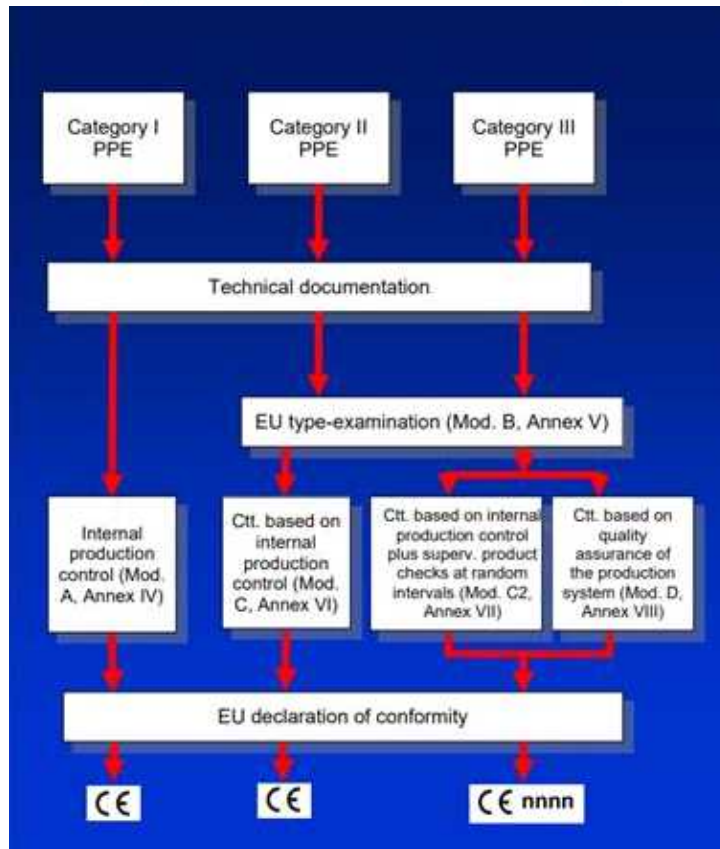 Category I
PPE
Category II
PPE
Category III
PPE
Technical documentation
EU type-examination (Mod. B, Annex V)
Internal
production
control (Mod.
A, Annex IV)
Ctt. based on
internal
production
control (Mod.
C, Annex VI)
Ctt. based on internal
production control
plus superv. product
checks at random
intervals (Mod. C2,
Annex VII)
Ctt. based on
quality
assurance of
the production
system (Mod. D,
Annex VIII)
EU declaration of conformity
CE
CE
CE nnnn